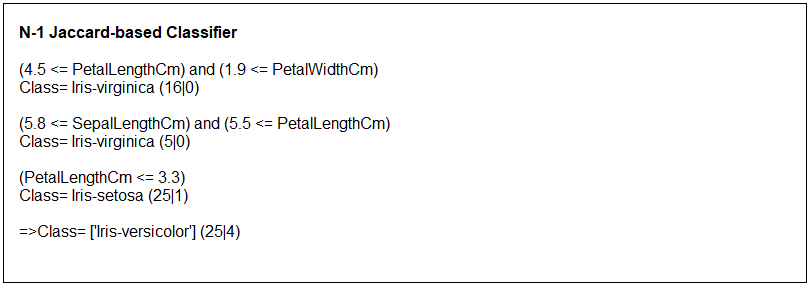 N-1 Jaccard-based Classifier
(4.5 <= PetalLengthCm) and (1.9 <= PetalWidthCm)
Class= Iris-virginica (16|0)
(5.8 <= SepalLengthCm) and (5.5 <= PetalLengthCm)
Class= Iris-virginica (5|0)
(PetalLengthCm <= 3.3)
Class= Iris-setosa (25|1)
=>Class= ['Iris-versicolor'] (25|4)